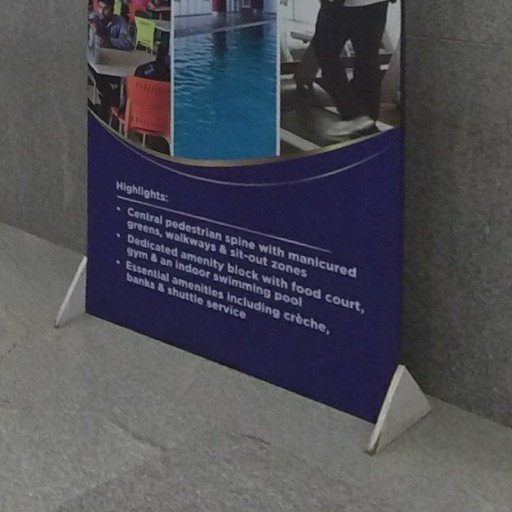 Highlights:
• Central pedestrian spine with manicured
greens, walkways & sit-out zones
• Dedicated amenity block with food court,
gym & an indoor swimming pool
• Essential amenities including crèche,
banks & shuttle service